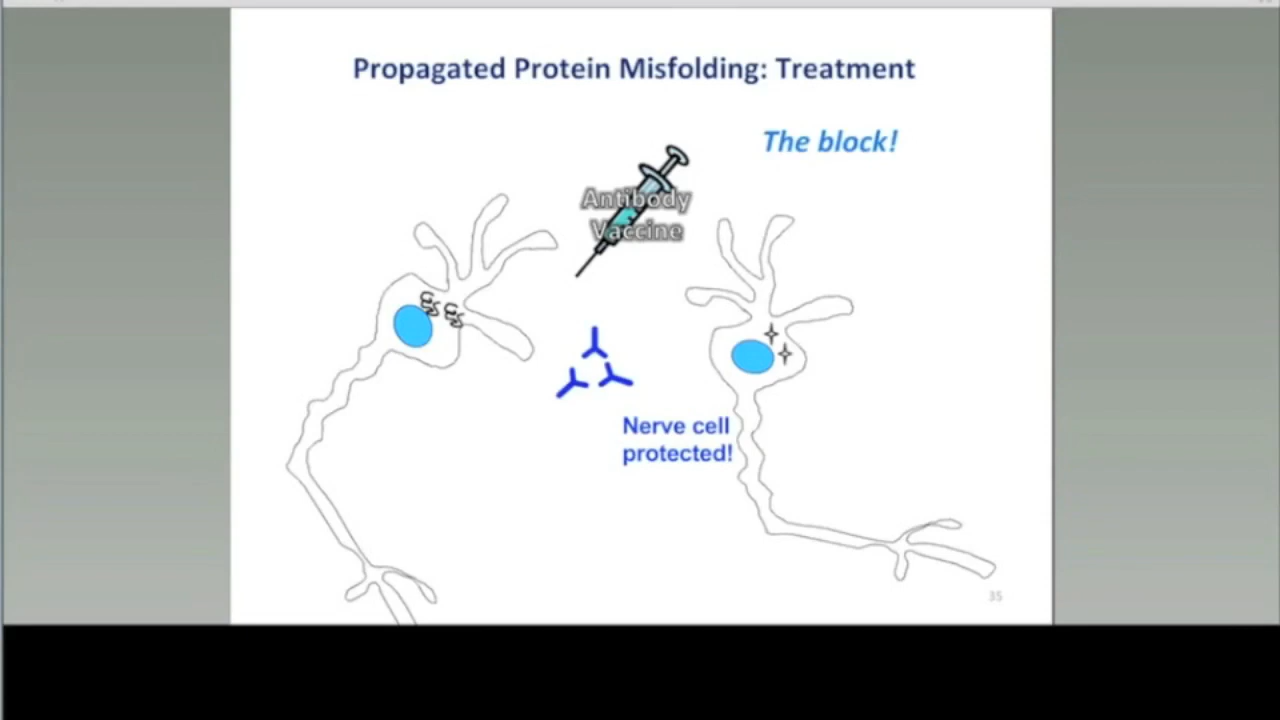 Propagated Protein Misfolding: Treatment
The block!
Antibody
Vaccine
Nerve cell
protected!
35